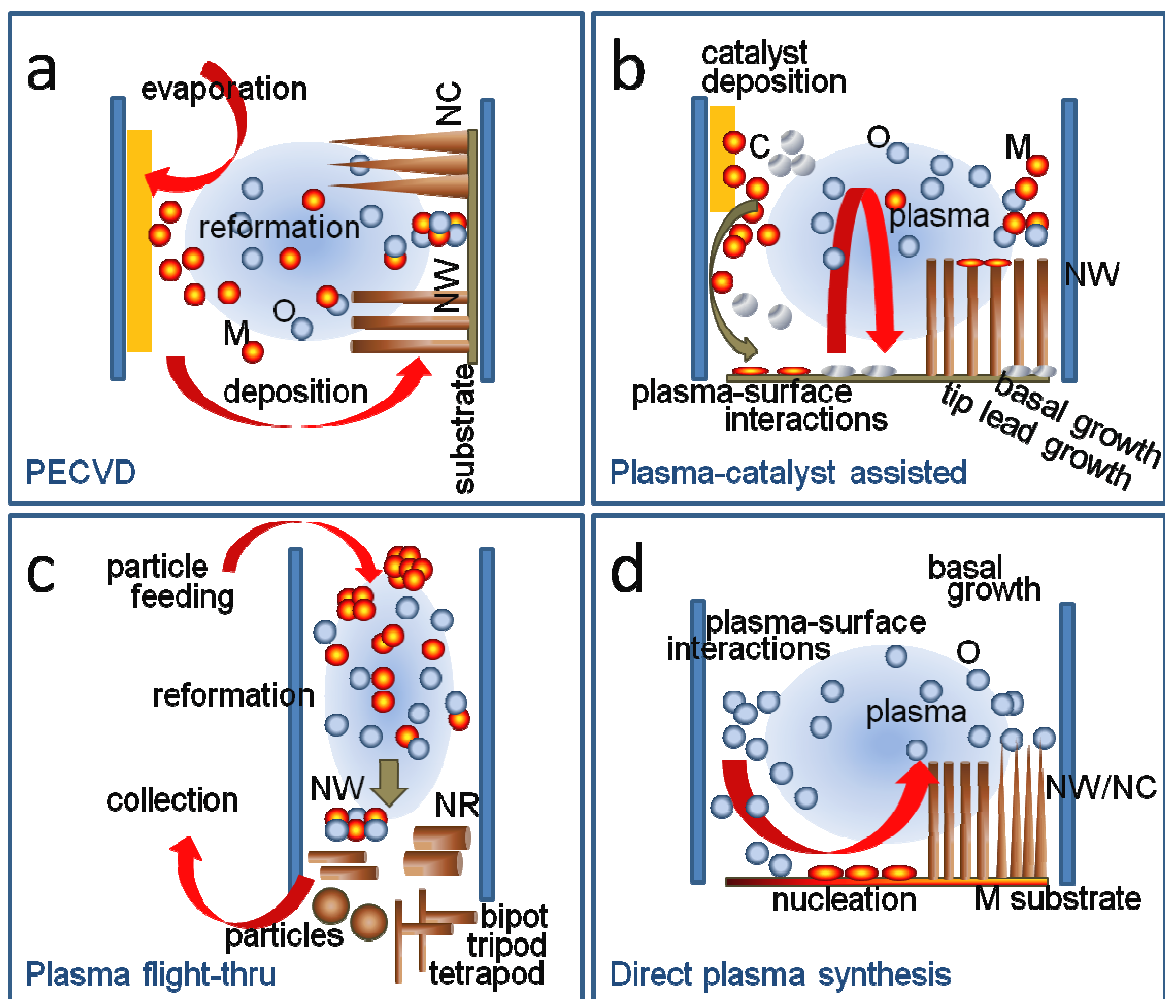 a
evaporation
NC
reformation
NW
O
M
deposition
substrate
PECVD
b
catalyst
deposition
C
O
M
plasma
NW
plasma-surface
interactions
basal growth
tip lead growth
Plasma-catalyst assisted
c
particle
feeding
reformation
NW
NR
collection
particles
bipot
tripod
tetrapod
Plasma flight-thru
d
basal
growth
plasma-surface
interactions
O
plasma
NW/NC
nucleation
M substrate
Direct plasma synthesis